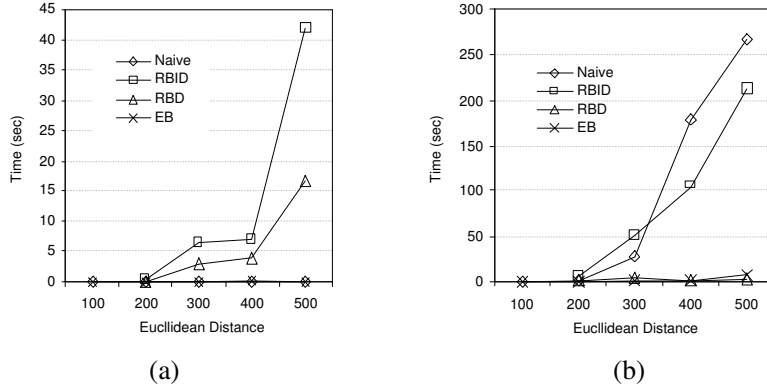 45
40
35
30
25
20
15
10
5
0
Time (sec)
Naive
RBID
RBD
EB
100 200 300 400 500
Eucllidean Distance
(a)
300
250
200
150
100
50
0
Time (sec)
Naive
RBID
RBD
EB
100 200 300 400 500
Eucllidean Distance
(b)